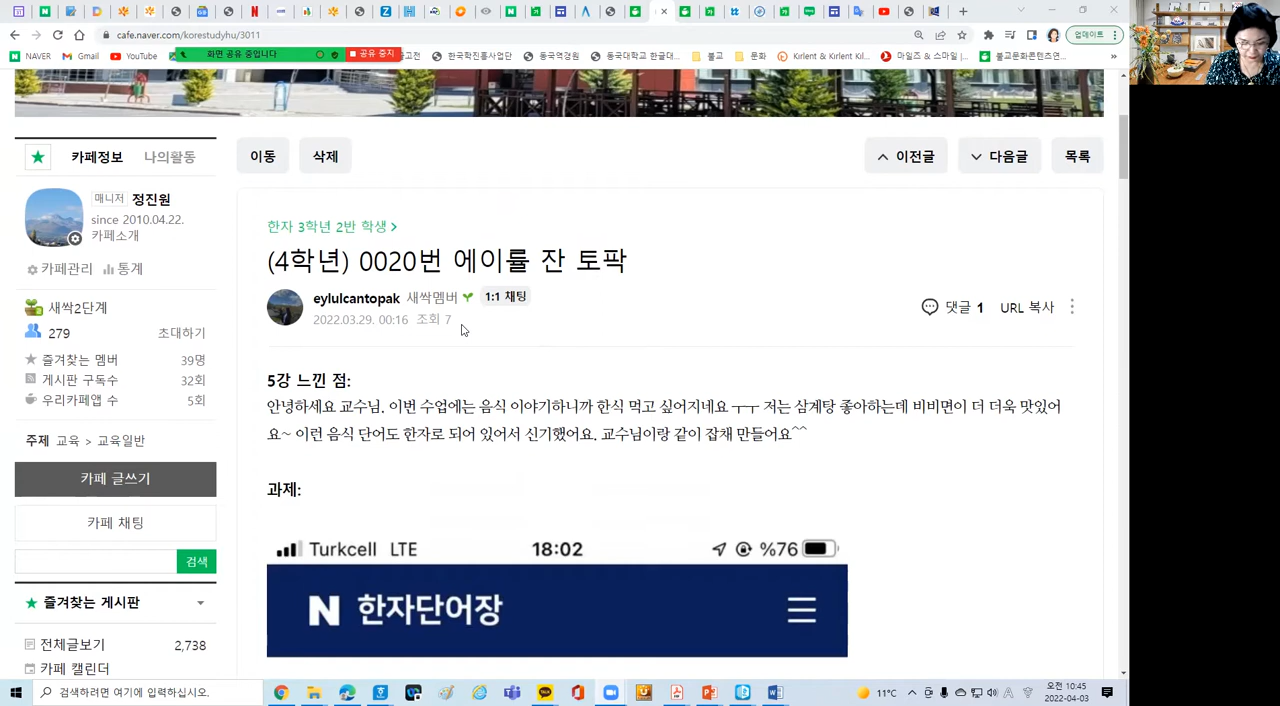 cafe.naver.com/korestudyhu/3011
업데이트
NAVER
Gmail
YouTube
화면 공유 중입니다
공유 중지
한국학진흥사업단
동국역경원
동국대학교 한글대...
불교
문화
Kirlent & Kirlent Kil...
마일즈 & 스마일 |...
불교문화콘텐츠연...
»
카페정보 나의활동
매니저 정진원
since 2010.04.22.
카페소개
카페관리 통계
새싹2단계
279 초대하기
즐겨찾는 멤버 39명
게시판 구독수 32회
우리카페앱 수 5회
주제 교육 > 교육일반
카페 글쓰기
카페 채팅
검색
즐겨찾는 게시판
전체글보기 2,738
카페 캘린더
이동 삭제 이전글 다음글 목록
한자 3학년 2반 학생 >
(4학년) 0020번 에이률 잔 토팍
eylulcantopak 새싹멤버 1:1 채팅
2022.03.29. 00:16 조회 7
댓글 1 URL 복사
5강 느낀 점:
안녕하세요 교수님. 이번 수업에는 음식 이야기하니까 한식 먹고 싶어지네요 ㅜㅜ 저는 삼계탕 좋아하는데 비비면이 더 더욱 맛있어
요~ 이런 음식 단어도 한자로 되어 있어서 신기했어요. 교수님이랑 같이 잡채 만들어요^^
과제:
Turkcell LTE 18:02 %76
N 한자단어장
검색하려면 여기에 입력하십시오.
11°C
오전 10:45
2022-04-03